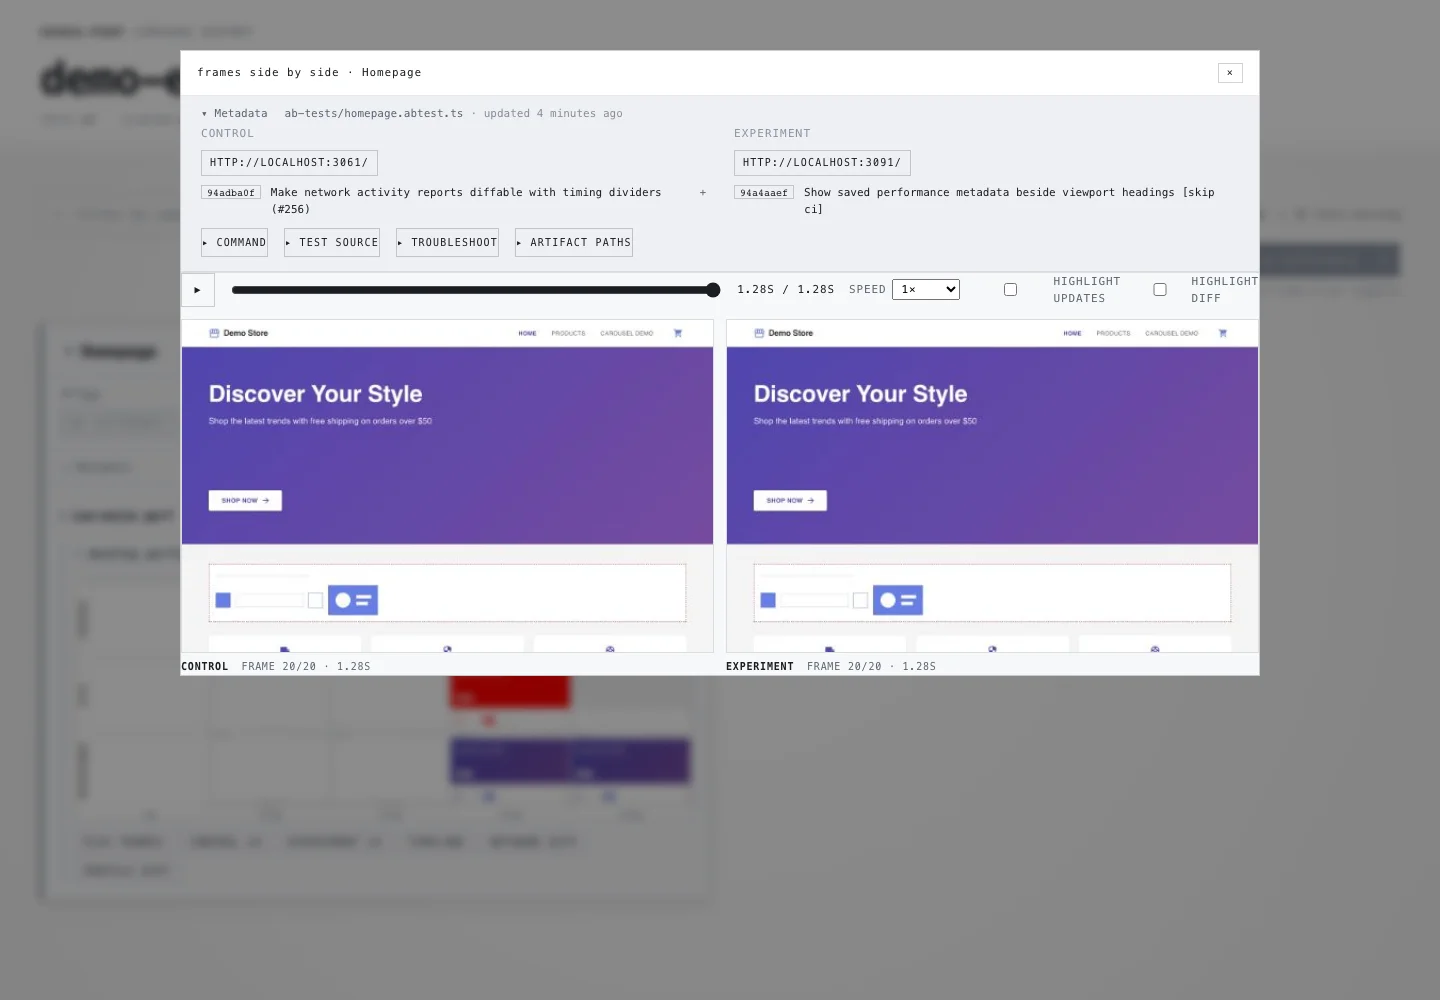 frames side by side · Homepage
×
▾ Metadata ab-tests/homepage.abtest.ts · updated 4 minutes ago
CONTROL
HTTP://LOCALHOST:3061/
94adba0f Make network activity reports diffable with timing dividers
(#256)
+
EXPERIMENT
HTTP://LOCALHOST:3091/
94a4aaef Show saved performance metadata beside viewport headings [skip
ci]
▸ COMMAND ▸ TEST SOURCE ▸ TROUBLESHOOT ▸ ARTIFACT PATHS
▶ 1.28S / 1.28S SPEED 1× HIGHLIGHT UPDATES HIGHLIGHT DIFF
Demo Store HOME PRODUCTS CAROUSEL DEMO
Discover Your Style
Shop the latest trends with free shipping on orders over $50
SHOP NOW →
CONTROL FRAME 20/20 · 1.28S
Demo Store HOME PRODUCTS CAROUSEL DEMO
Discover Your Style
Shop the latest trends with free shipping on orders over $50
SHOP NOW →
EXPERIMENT FRAME 20/20 · 1.28S
Homepage